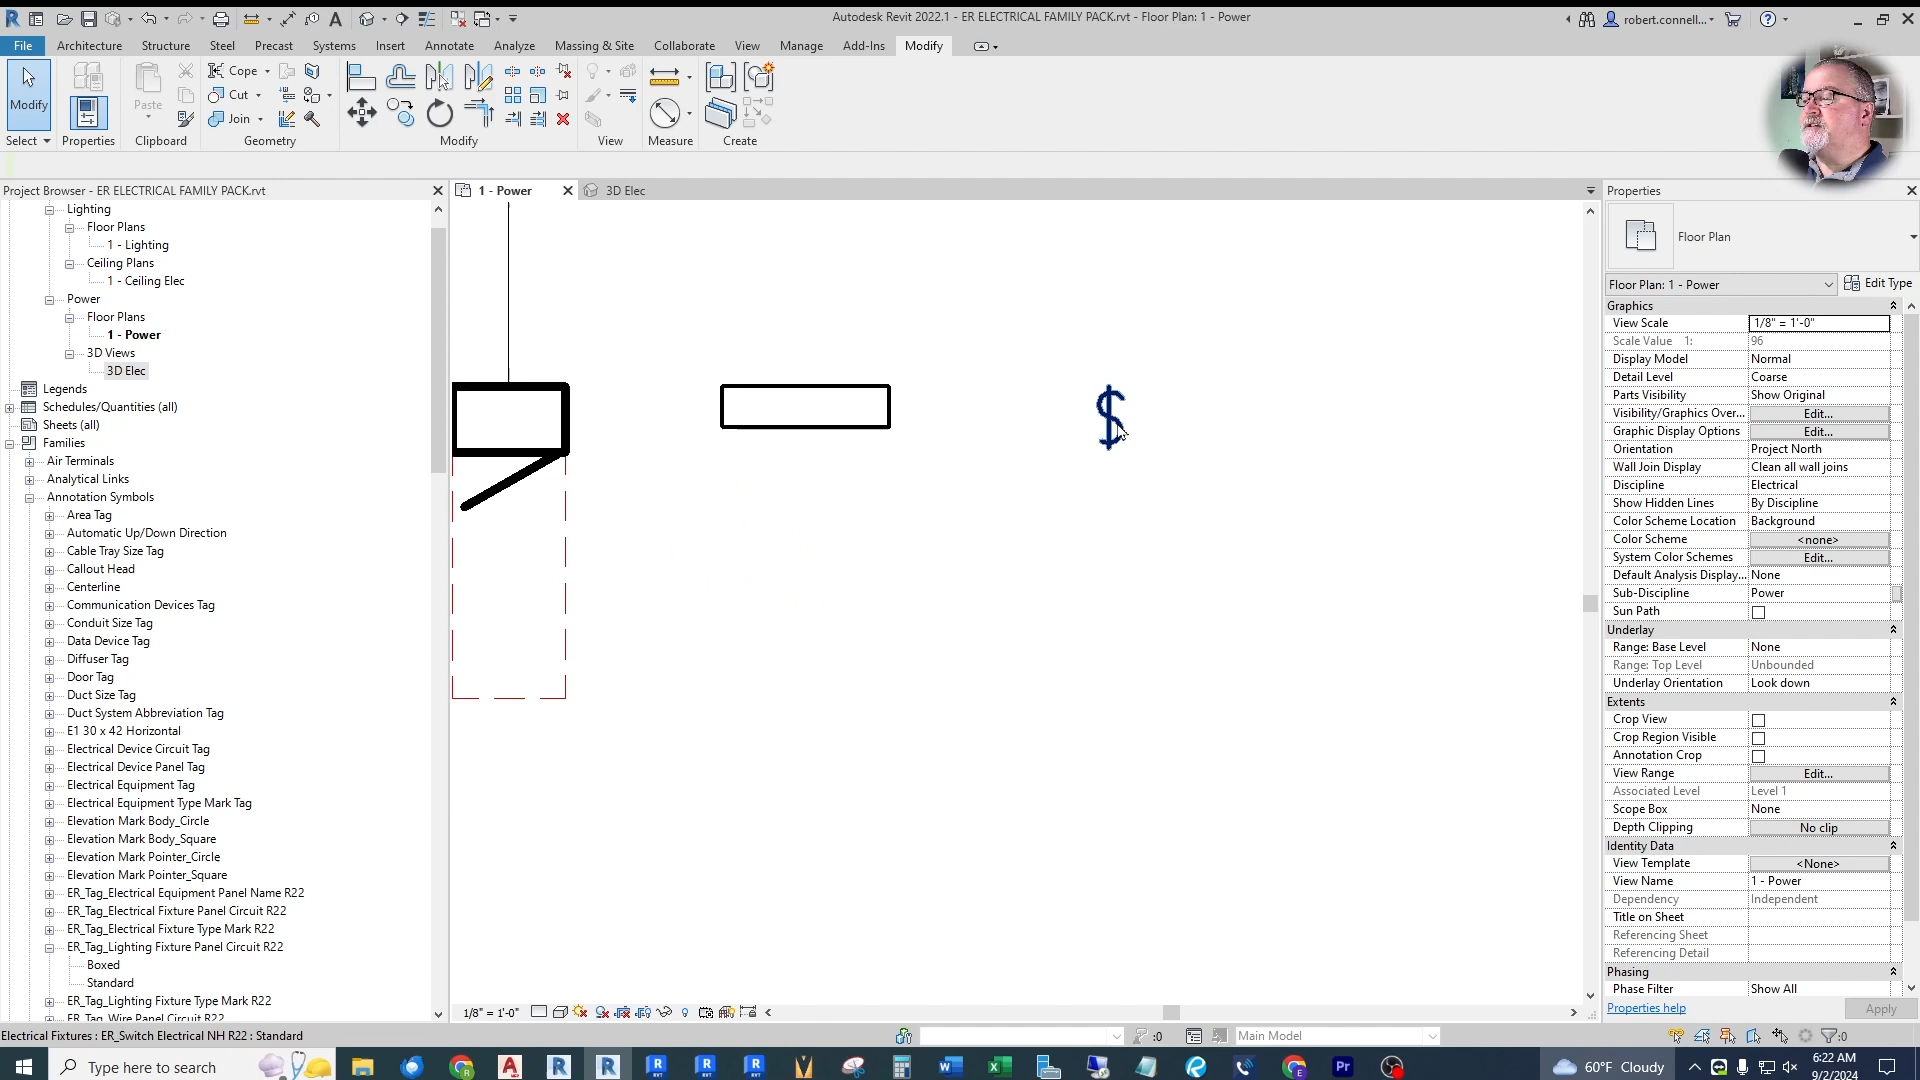 Autodesk Revit 2022.1 - ER ELECTRICAL FAMILY PACK.rvt - Floor Plan: 1 - Power
robert.connell...
File Architecture Structure Steel Precast Systems Insert Annotate Analyze Massing & Site Collaborate View Manage Add-Ins Modify
Modify
Paste
Cope
Cut
Join
Select Properties Clipboard Geometry Modify View Measure Create
Project Browser - ER ELECTRICAL FAMILY PACK.rvt
Lighting
Floor Plans
1 - Lighting
Ceiling Plans
1 - Ceiling Elec
Power
Floor Plans
1 - Power
3D Views
3D Elec
Legends
Schedules/Quantities (all)
Sheets (all)
Families
Air Terminals
Analytical Links
Annotation Symbols
Area Tag
Automatic Up/Down Direction
Cable Tray Size Tag
Callout Head
Centerline
Communication Devices Tag
Conduit Size Tag
Data Device Tag
Diffuser Tag
Door Tag
Duct Size Tag
Duct System Abbreviation Tag
E1 30 x 42 Horizontal
Electrical Device Circuit Tag
Electrical Device Panel Tag
Electrical Equipment Tag
Electrical Equipment Type Mark Tag
Elevation Mark Body_Circle
Elevation Mark Body_Square
Elevation Mark Pointer_Circle
Elevation Mark Pointer_Square
ER_Tag_Electrical Equipment Panel Name R22
ER_Tag_Electrical Fixture Panel Circuit R22
ER_Tag_Electrical Fixture Type Mark R22
ER_Tag_Lighting Fixture Panel Circuit R22
Boxed
Standard
ER_Tag_Lighting Fixture Type Mark R22
ER_Tag_Wire Panel Circuit R22
1 - Power
3D Elec
$
1/8" = 1'-0"
Properties
Floor Plan
Floor Plan: 1 - Power Edit Type
Graphics
View Scale 1/8" = 1'-0"
Scale Value 1: 96
Display Model Normal
Detail Level Coarse
Parts Visibility Show Original
Visibility/Graphics Over... Edit...
Graphic Display Options Edit...
Orientation Project North
Wall Join Display Clean all wall joins
Discipline Electrical
Show Hidden Lines By Discipline
Color Scheme Location Background
Color Scheme <none>
System Color Schemes Edit...
Default Analysis Display... None
Sub-Discipline Power
Sun Path
Underlay
Range: Base Level None
Range: Top Level Unbounded
Underlay Orientation Look down
Extents
Crop View
Crop Region Visible
Annotation Crop
View Range Edit...
Associated Level Level 1
Scope Box None
Depth Clipping No clip
Identity Data
View Template <None>
View Name 1 - Power
Dependency Independent
Title on Sheet
Referencing Sheet
Referencing Detail
Phasing
Phase Filter Show All
Properties help Apply
Electrical Fixtures : ER_Switch Electrical NH R22 : Standard
:0 Main Model :0
Type here to search
60°F Cloudy
6:22 AM
9/2/2024